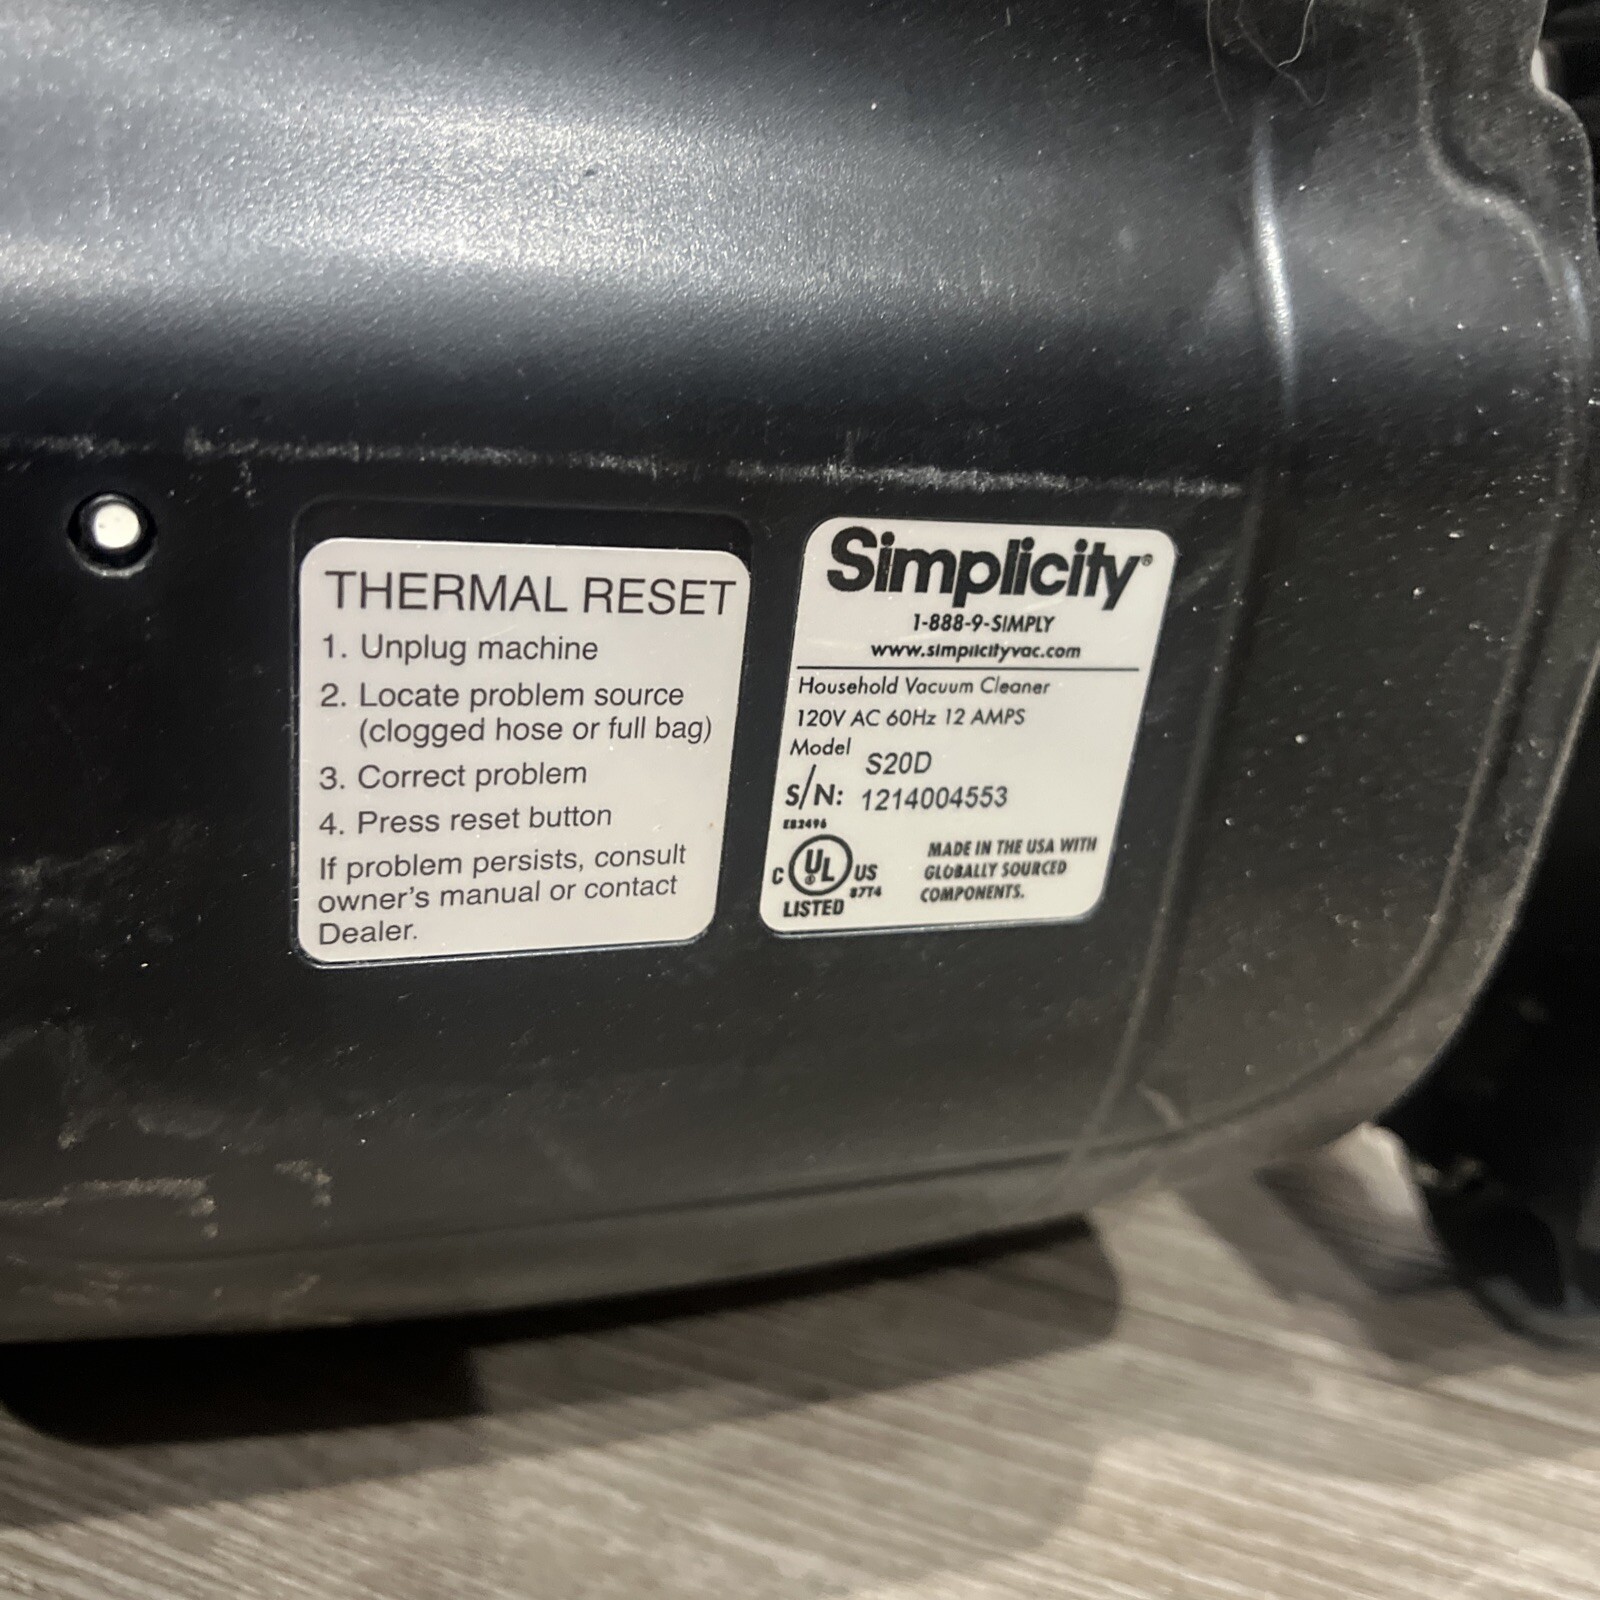 THERMAL RESET
1. Unplug machine
2. Locate problem source
(clogged hose or full bag)
3. Correct problem
4. Press reset button
If problem persists, consult
owner's manual or contact
Dealer.
Simplicity®
1-888-9-SIMPLY
www.simplicityvac.com
Household Vacuum Cleaner
120V AC 60Hz 12 AMPS
Model S20D
S/N: 1214004553
E82496
C UL® US
87T4
LISTED
MADE IN THE USA WITH
GLOBALLY SOURCED
COMPONENTS.